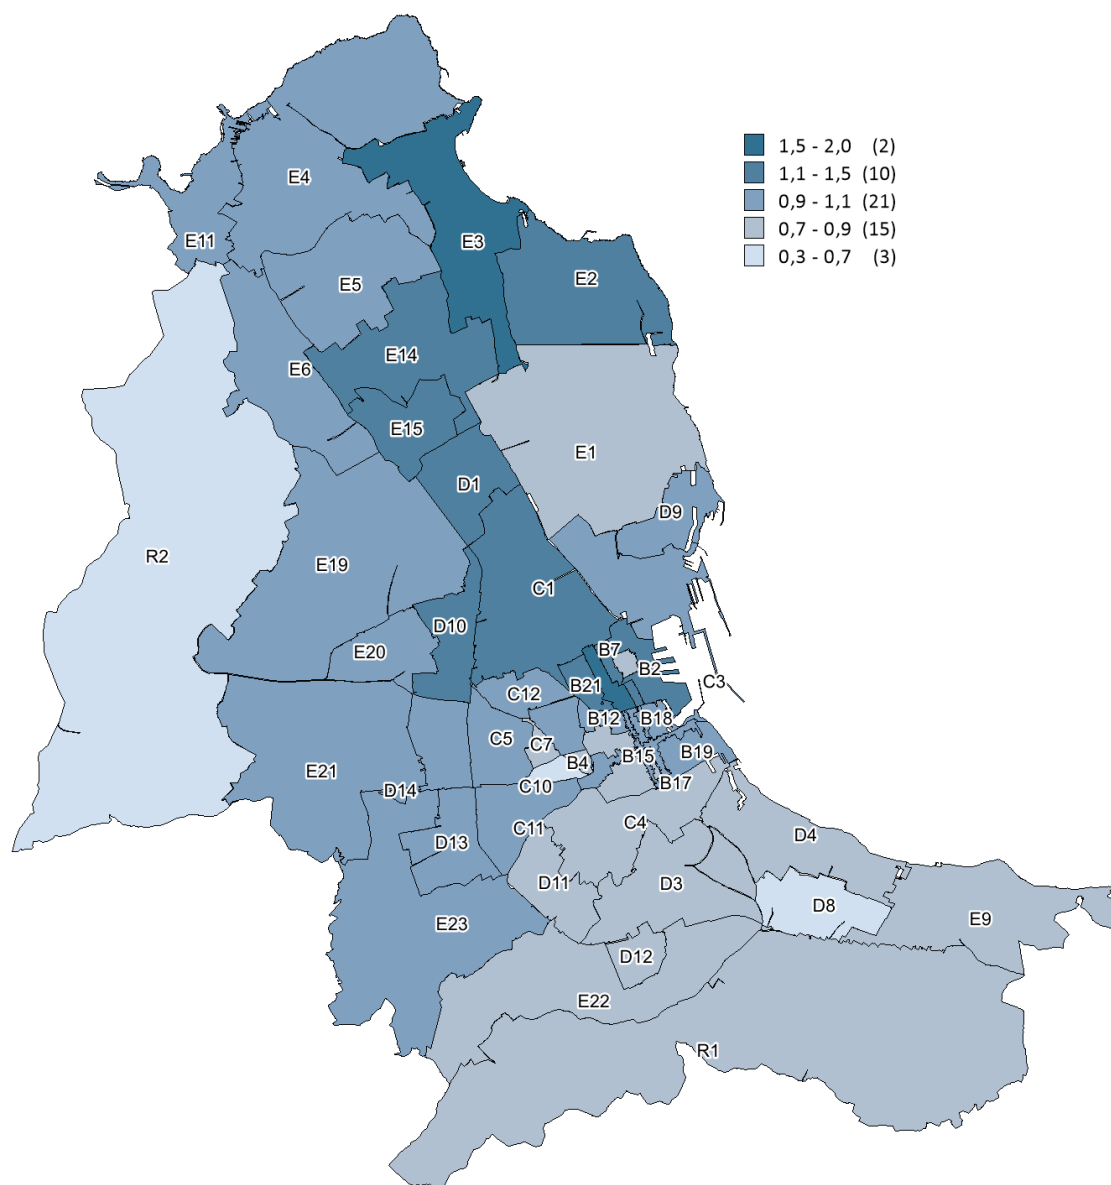 1,5 - 2,0 (2)
1,1 - 1,5 (10)
0,9 - 1,1 (21)
0,7 - 0,9 (15)
0,3 - 0,7 (3)
E4
E11
E3
E5
E2
E14
E6
E15
E1
D1
D9
R2
E19
C1
D10
E20
B7
B2
C3
B21
C12
B12
B18
C5
C7
B19
B4
B15
E21
C10
B17
D14
C11
C4
D4
D13
D11
D3
D8
E23
E9
D12
E22
R1